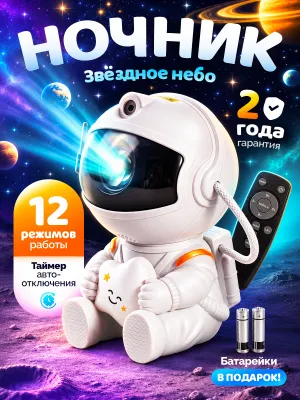 НОЧНИК
Звёздное небо
2 года
гарантия
12
режимов
работы
Таймер
авто-
отключения
Батарейки
В ПОДАРОК!